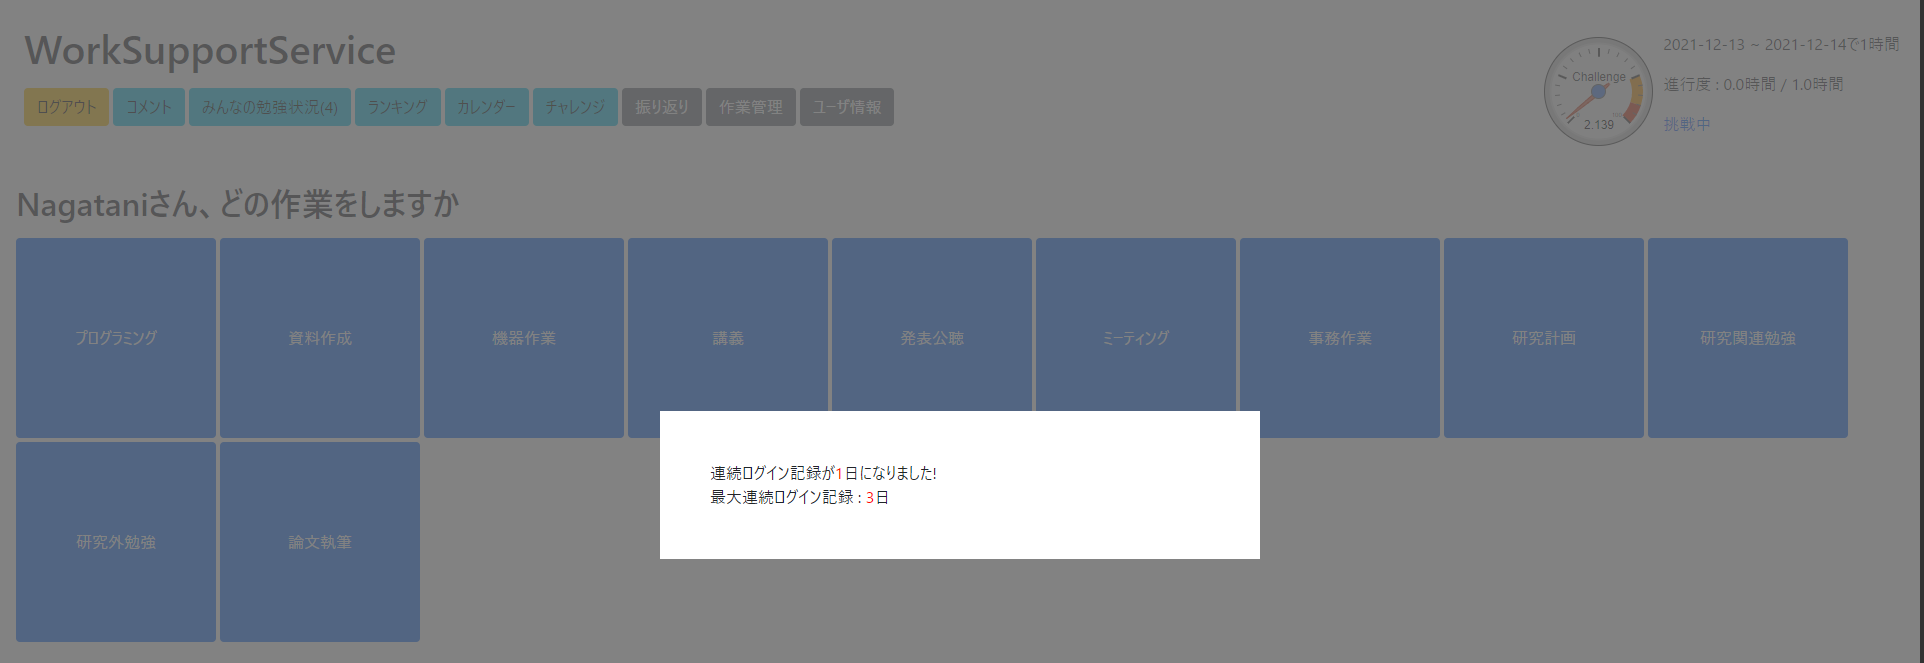 WorkSupportService
ログアウト コメント みんなの勉強状況(4) ランキング カレンダー チャレンジ 振り返り 作業管理 ユーザ情報
Challenge
2.139
2021-12-13 ~ 2021-12-14で1時間
進行度 : 0.0時間 / 1.0時間
挑戦中
Nagataniさん、どの作業をしますか
プログラミング 資料作成 機器作業 講義 発表公聴 ミーティング 事務作業 研究計画 研究関連勉強
研究外勉強 論文執筆
連続ログイン記録が1日になりました!
最大連続ログイン記録 : 3日